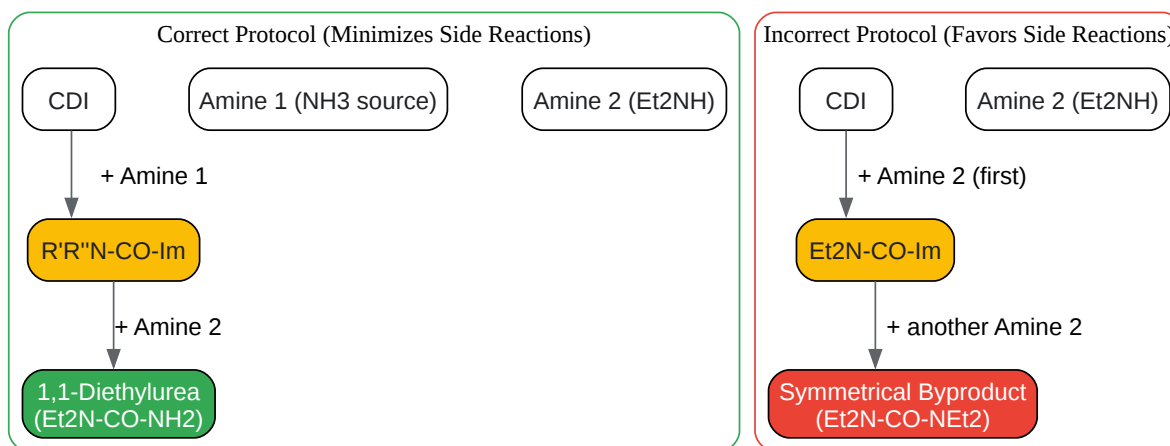 Correct Protocol (Minimizes Side Reactions)
CDI
Amine 1 (NH3 source)
Amine 2 (Et2NH)
+ Amine 1
R'R"N-CO-Im
+ Amine 2
1,1-Diethylurea
(Et2N-CO-NH2)
Incorrect Protocol (Favors Side Reactions)
CDI
Amine 2 (Et2NH)
+ Amine 2 (first)
Et2N-CO-Im
+ another Amine 2
Symmetrical Byproduct
(Et2N-CO-NEt2)